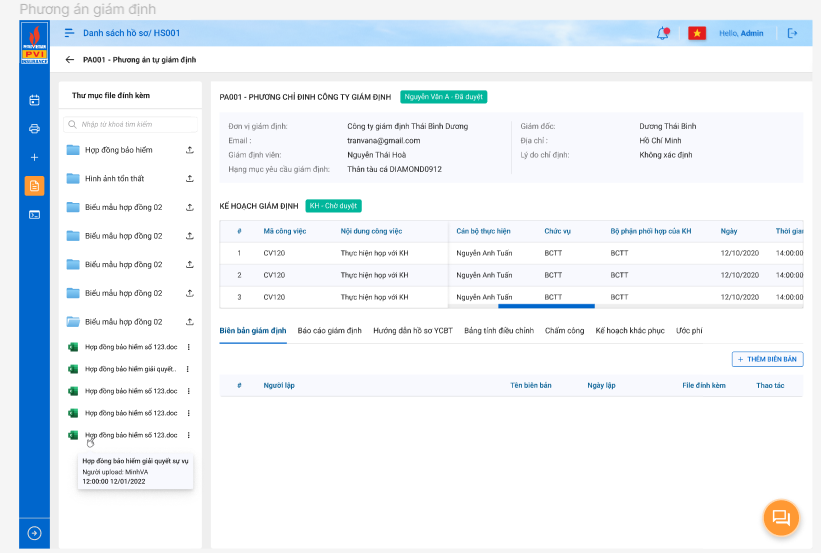 Phương án giám định
PETROVIETNAM
PVI
INSURANCE
Danh sách hồ sơ/ HS001
Hello, Admin
PA001 - Phương án tự giám định
Thư mục file đính kèm
Nhập từ khoá tìm kiếm
Hợp đồng bảo hiểm
Hình ảnh tổn thất
Biểu mẫu hợp đồng 02
Biểu mẫu hợp đồng 02
Biểu mẫu hợp đồng 02
Biểu mẫu hợp đồng 02
Biểu mẫu hợp đồng 02
Hợp đồng bảo hiểm số 123.doc
Hợp đồng bảo hiểm giải quyết..
Hợp đồng bảo hiểm số 123.doc
Hợp đồng bảo hiểm số 123.doc
Hợp đồng bảo hiểm số 123.doc
Hợp đồng bảo hiểm giải quyết sự vụ
Người upload: MinhVA
12:00:00 12/01/2022
PA001 - PHƯƠNG CHỈ ĐỊNH CÔNG TY GIÁM ĐỊNH Nguyễn Văn A - Đã duyệt
Đơn vị giám định: Công ty giám định Thái Bình Dương Giám đốc: Dương Thái Bình
Email : tranvana@gmail.com Địa chỉ : Hồ Chí Minh
Giám định viên: Nguyễn Thái Hoà Lý do chỉ định: Không xác định
Hạng mục yêu cầu giám định: Thân tàu cá DIAMOND0912
KẾ HOẠCH GIÁM ĐỊNH KH - Chờ duyệt
# Mã công việc Nội dung công việc Cán bộ thực hiện Chức vụ Bộ phận phối hợp của KH Ngày Thời gian
1 CV120 Thực hiện họp với KH Nguyễn Anh Tuấn BCTT BCTT 12/10/2020 14:00:00
2 CV120 Thực hiện họp với KH Nguyễn Anh Tuấn BCTT BCTT 12/10/2020 14:00:00
3 CV120 Thực hiện họp với KH Nguyễn Anh Tuấn BCTT BCTT 12/10/2020 14:00:00
Biên bản giám định Báo cáo giám định Hướng dẫn hồ sơ YCBT Bảng tính điều chỉnh Chấm công Kế hoạch khắc phục Ước phí
+ THÊM BIÊN BẢN
# Người lập Tên biên bản Ngày lập File đính kèm Thao tác